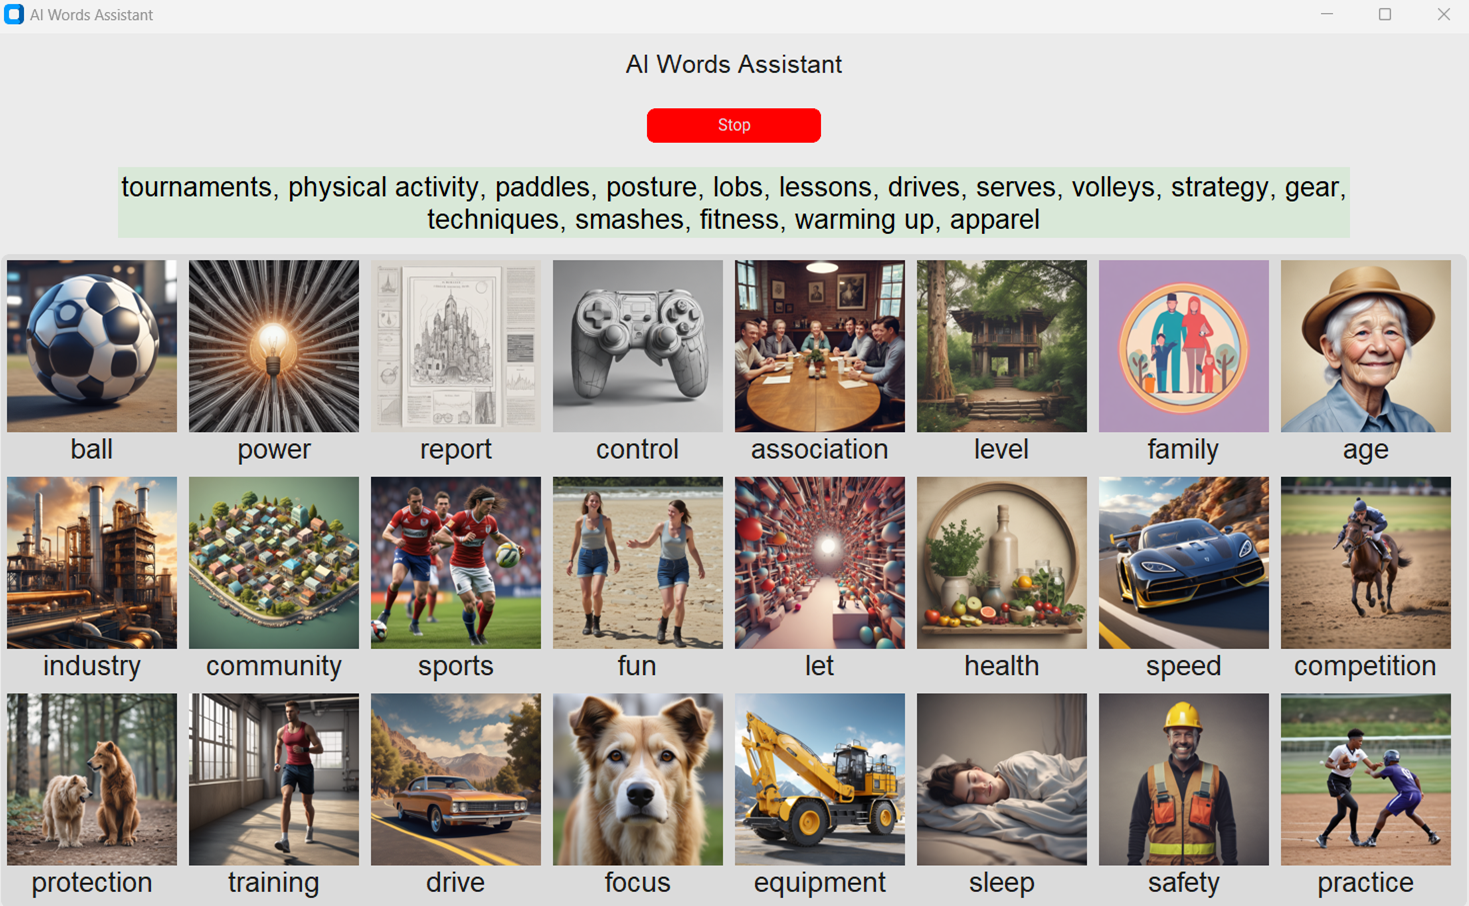 AI Words Assistant
AI Words Assistant
Stop
tournaments, physical activity, paddles, posture, lobs, lessons, drives, serves, volleys, strategy, gear,
techniques, smashes, fitness, warming up, apparel
ball power report control association level family age
industry community sports fun let health speed competition
protection training drive focus equipment sleep safety practice